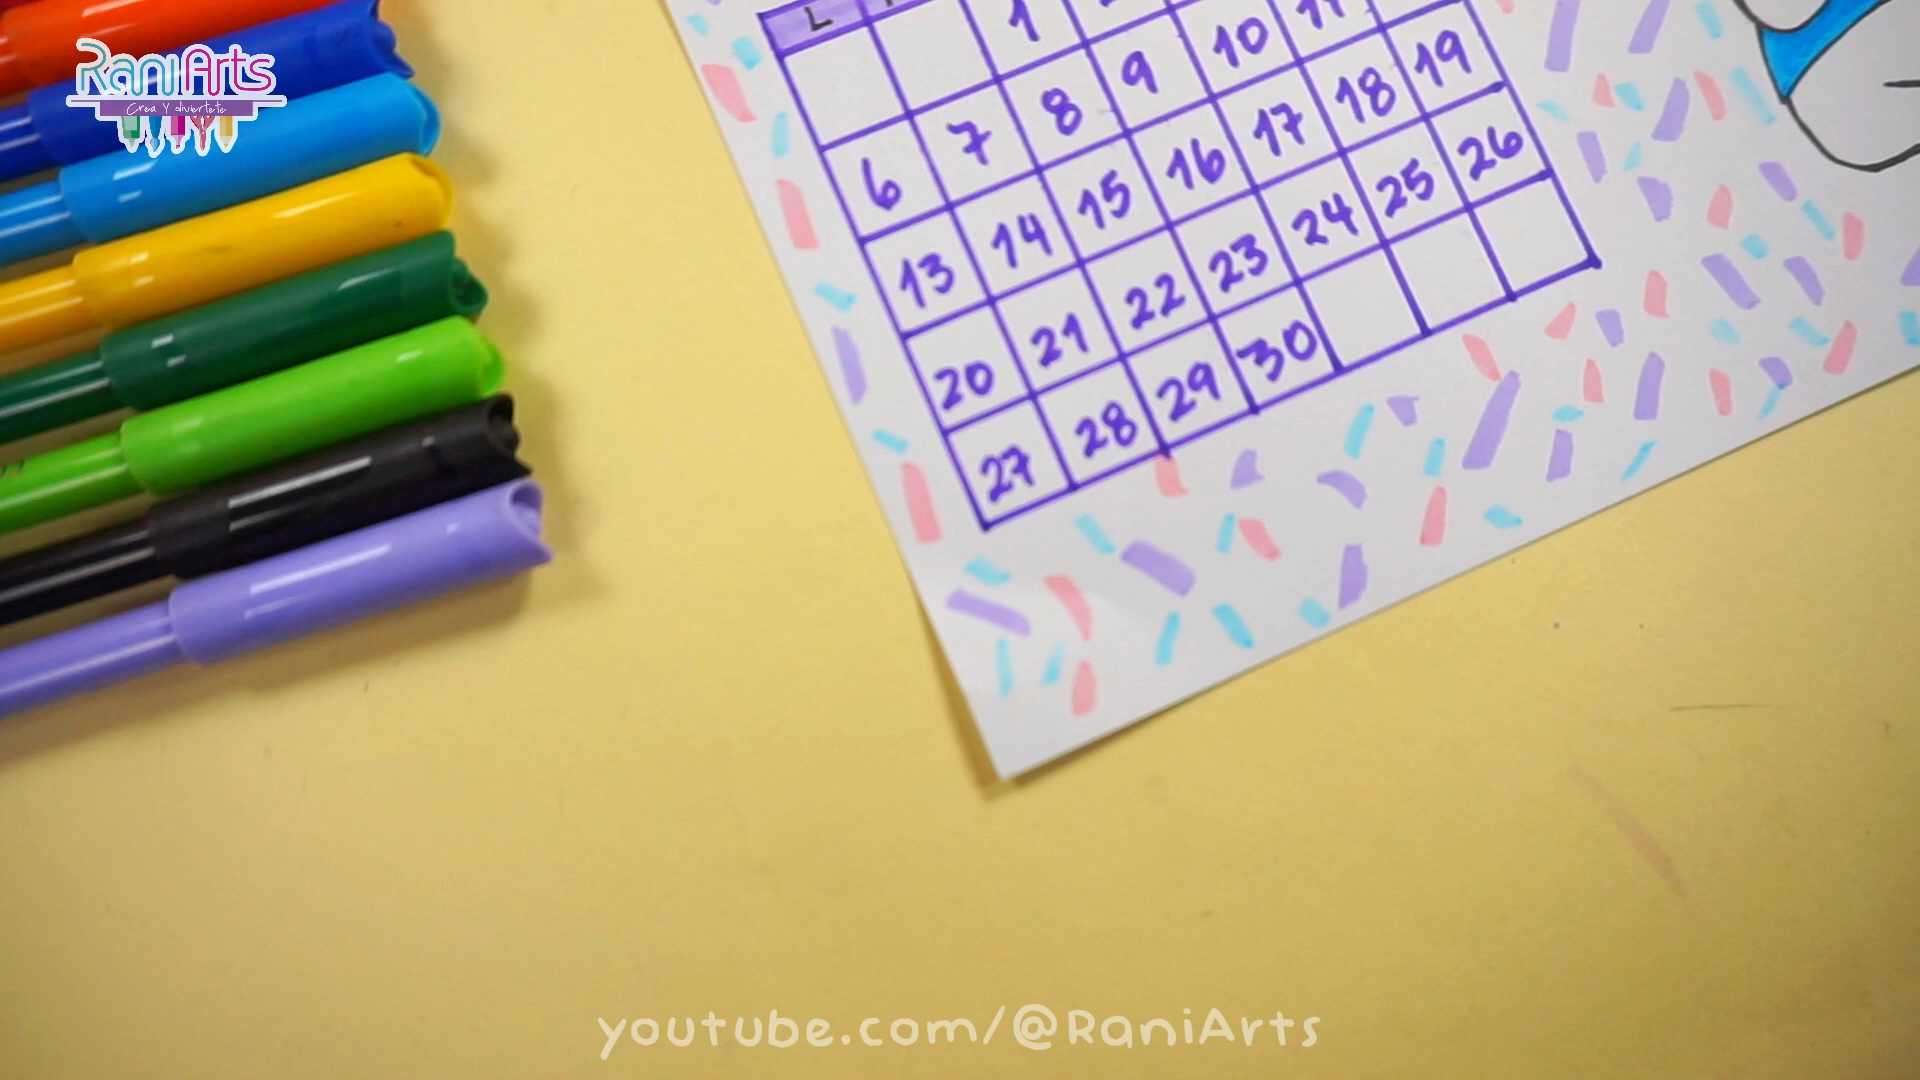 RaniArts
Crea Y diviertete
L
1
6 7 8 9 10 11
13 14 15 16 17 18 19
20 21 22 23 24 25 26
27 28 29 30
youtube.com/@RaniArts